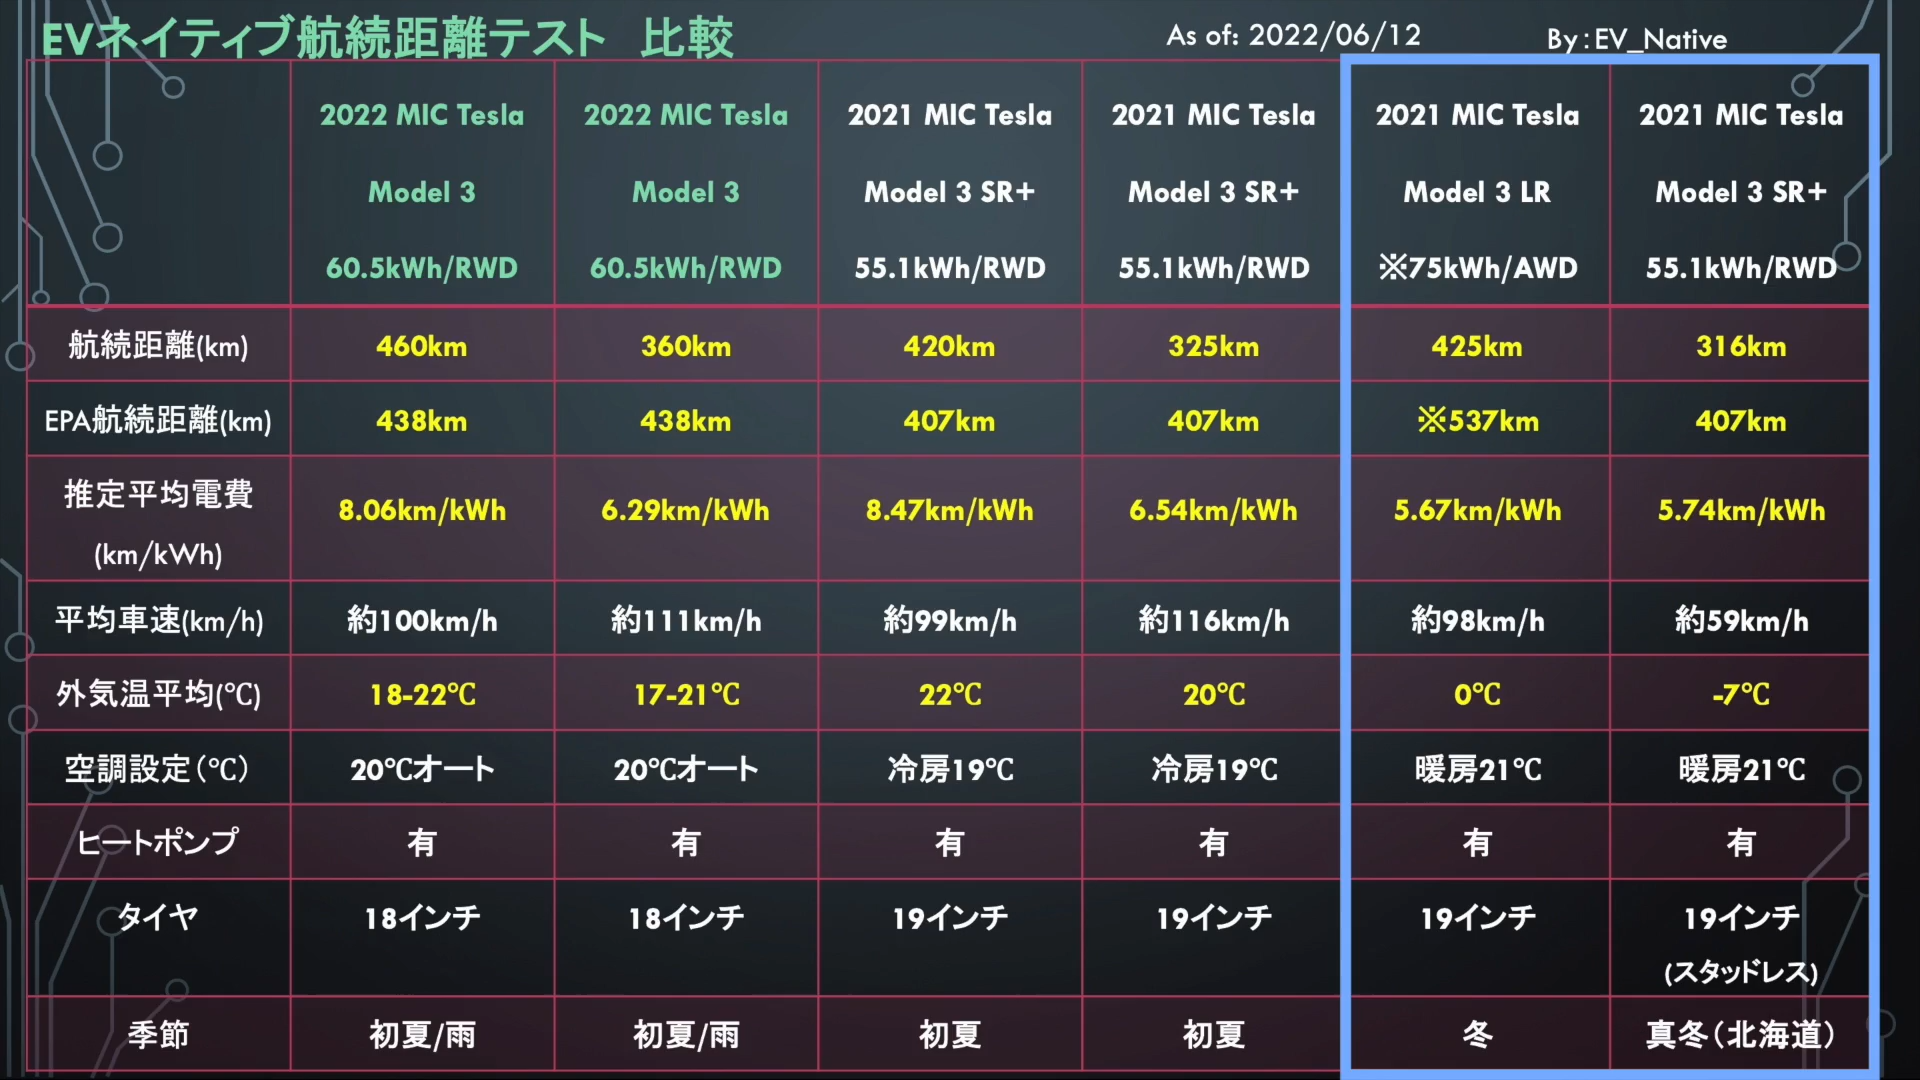 EVネイティブ航続距離テスト　比較
As of: 2022/06/12
By：EV_Native
2022 MIC Tesla 2022 MIC Tesla 2021 MIC Tesla 2021 MIC Tesla 2021 MIC Tesla 2021 MIC Tesla
Model 3 Model 3 Model 3 SR+ Model 3 SR+ Model 3 LR Model 3 SR+
60.5kWh/RWD 60.5kWh/RWD 55.1kWh/RWD 55.1kWh/RWD ※75kWh/AWD 55.1kWh/RWD
航続距離(km) 460km 360km 420km 325km 425km 316km
EPA航続距離(km) 438km 438km 407km 407km ※537km 407km
推定平均電費
(km/kWh) 8.06km/kWh 6.29km/kWh 8.47km/kWh 6.54km/kWh 5.67km/kWh 5.74km/kWh
平均車速(km/h) 約100km/h 約111km/h 約99km/h 約116km/h 約98km/h 約59km/h
外気温平均(℃) 18-22℃ 17-21℃ 22℃ 20℃ 0℃ -7℃
空調設定（℃） 20℃オート 20℃オート 冷房19℃ 冷房19℃ 暖房21℃ 暖房21℃
ヒートポンプ 有 有 有 有 有 有
タイヤ 18インチ 18インチ 19インチ 19インチ 19インチ 19インチ
(スタッドレス)
季節 初夏/雨 初夏/雨 初夏 初夏 冬 真冬（北海道）